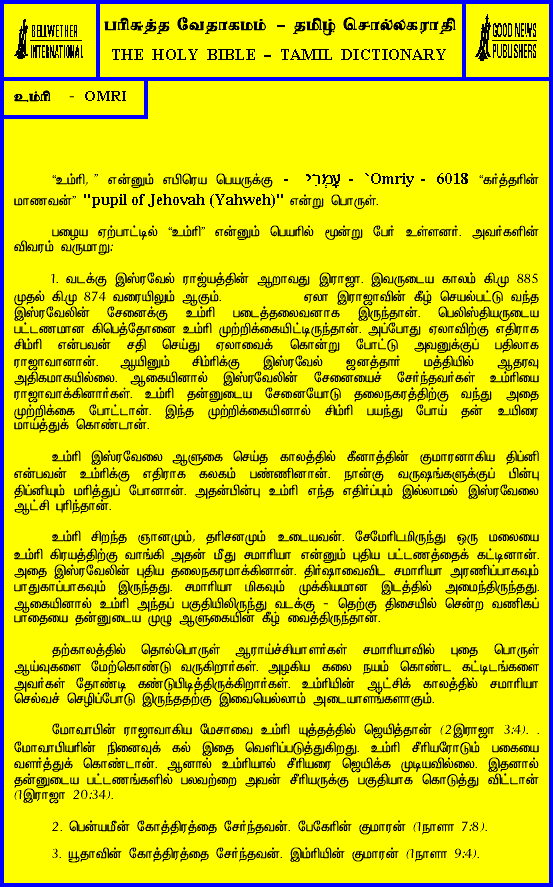 BELLWETHER
INTERNATIONAL
பரிசுத்த வேதாகமம் – தமிழ் சொல்லகராதி
THE HOLY BIBLE – TAMIL DICTIONARY
GOOD NEWS
PUBLISHERS
உம்ரி - OMRI
“உம்ரி, ” என்னும் எபிரெய பெயருக்கு - עָמְרִי - `Omriy - 6018 “கர்த்தரின்
மாணவன்” "pupil of Jehovah (Yahweh)" என்று பொருள்.
பழைய ஏற்பாட்டில் “உம்ரி” என்னும் பெயரில் மூன்று பேர் உள்ளனர். அவர்களின்
விவரம் வருமாறு:
1. வடக்கு இஸ்ரவேல் ராஜ்யத்தின் ஆறாவது இராஜா. இவருடைய காலம் கிமு 885
முதல் கிமு 874 வரையிலும் ஆகும். ஏலா இராஜாவின் கீழ் செயல்பட்டு வந்த
இஸ்ரவேலின் சேனைக்கு உம்ரி படைத்தலைவனாக இருந்தான். பெலிஸ்தியருடைய
பட்டணமான கிபெத்தோனை உம்ரி முற்றிக்கையிட்டிருந்தான். அப்போது ஏலாவிற்கு எதிராக
சிம்ரி என்பவன் சதி செய்து ஏலாவைக் கொன்று போட்டு அவனுக்குப் பதிலாக
ராஜாவானான். ஆயினும் சிம்ரிக்கு இஸ்ரவேல் ஜனத்தார் மத்தியில் ஆதரவு
அதிகமாகயில்லை. ஆகையினால் இஸ்ரவேலின் சேனையைச் சேர்ந்தவர்கள் உம்ரியை
ராஜாவாக்கினார்கள். உம்ரி தன்னுடைய சேனையோடு தலைநகரத்திற்கு வந்து அதை
முற்றிக்கை போட்டான். இந்த முற்றிக்கையினால் சிம்ரி பயந்து போய் தன் உயிரை
மாய்த்துக் கொண்டான்.
உம்ரி இஸ்ரவேலை ஆளுகை செய்த காலத்தில் கீனாத்தின் குமாரனாகிய திப்னி
என்பவன் உம்ரிக்கு எதிராக கலகம் பண்ணினான். நான்கு வருஷங்களுக்குப் பின்பு
திப்னியும் மரித்துப் போனான். அதன்பின்பு உம்ரி எந்த எதிர்ப்பும் இல்லாமல் இஸ்ரவேலை
ஆட்சி புரிந்தான்.
உம்ரி சிறந்த ஞானமும், தரிசனமும் உடையவன். சேமேரிடமிருந்து ஒரு மலையை
உம்ரி கிரயத்திற்கு வாங்கி அதன் மீது சமாரியா என்னும் புதிய பட்டணத்தைக் கட்டினான்.
அதை இஸ்ரவேலின் புதிய தலைநகரமாக்கினான். திர்ஷாவைவிட சமாரியா அரணிப்பாகவும்
பாதுகாப்பாகவும் இருந்தது. சமாரியா மிகவும் முக்கியமான இடத்தில் அமைந்திருந்தது.
ஆகையினால் உம்ரி அந்தப் பகுதியிலிருந்து வடக்கு - தெற்கு திசையில் சென்ற வணிகப்
பாதையை தன்னுடைய முழு ஆளுகையின் கீழ் வைத்திருந்தான்.
தற்காலத்தில் தொல்பொருள் ஆராய்ச்சியாளர்கள் சமாரியாவில் புதை பொருள்
ஆய்வுகளை மேற்கொண்டு வருகிறார்கள். அழகிய கலை நயம் கொண்ட கட்டிடங்களை
அவர்கள் தோண்டி கண்டுபிடித்திருக்கிறார்கள். உம்ரியின் ஆட்சிக் காலத்தில் சமாரியா
செல்வச் செழிப்போடு இருந்ததற்கு இவையெல்லாம் அடையாளங்களாகும்.
மோவாபின் ராஜாவாகிய மேசாவை உம்ரி யுத்தத்தில் ஜெயித்தான் (2இராஜா 3:4). .
மோவாபியரின் நினைவுக் கல் இதை வெளிப்படுத்துகிறது. உம்ரி சீரியரோடும் பகையை
வளர்த்துக் கொண்டான். ஆனால் உம்ரியால் சீரியரை ஜெயிக்க முடியவில்லை. இதனால்
தன்னுடைய பட்டணங்களில் பலவற்றை அவன் சீரியருக்கு பகுதியாக கொடுத்து விட்டான்
(1இராஜா 20:34).
2. பென்யமீன் கோத்திரத்தை சேர்ந்தவன். பேகேரின் குமாரன் (1நாளா 7:8).
3. யூதாவின் கோத்திரத்தை சேர்ந்தவன். இம்ரியின் குமாரன் (1நாளா 9:4).